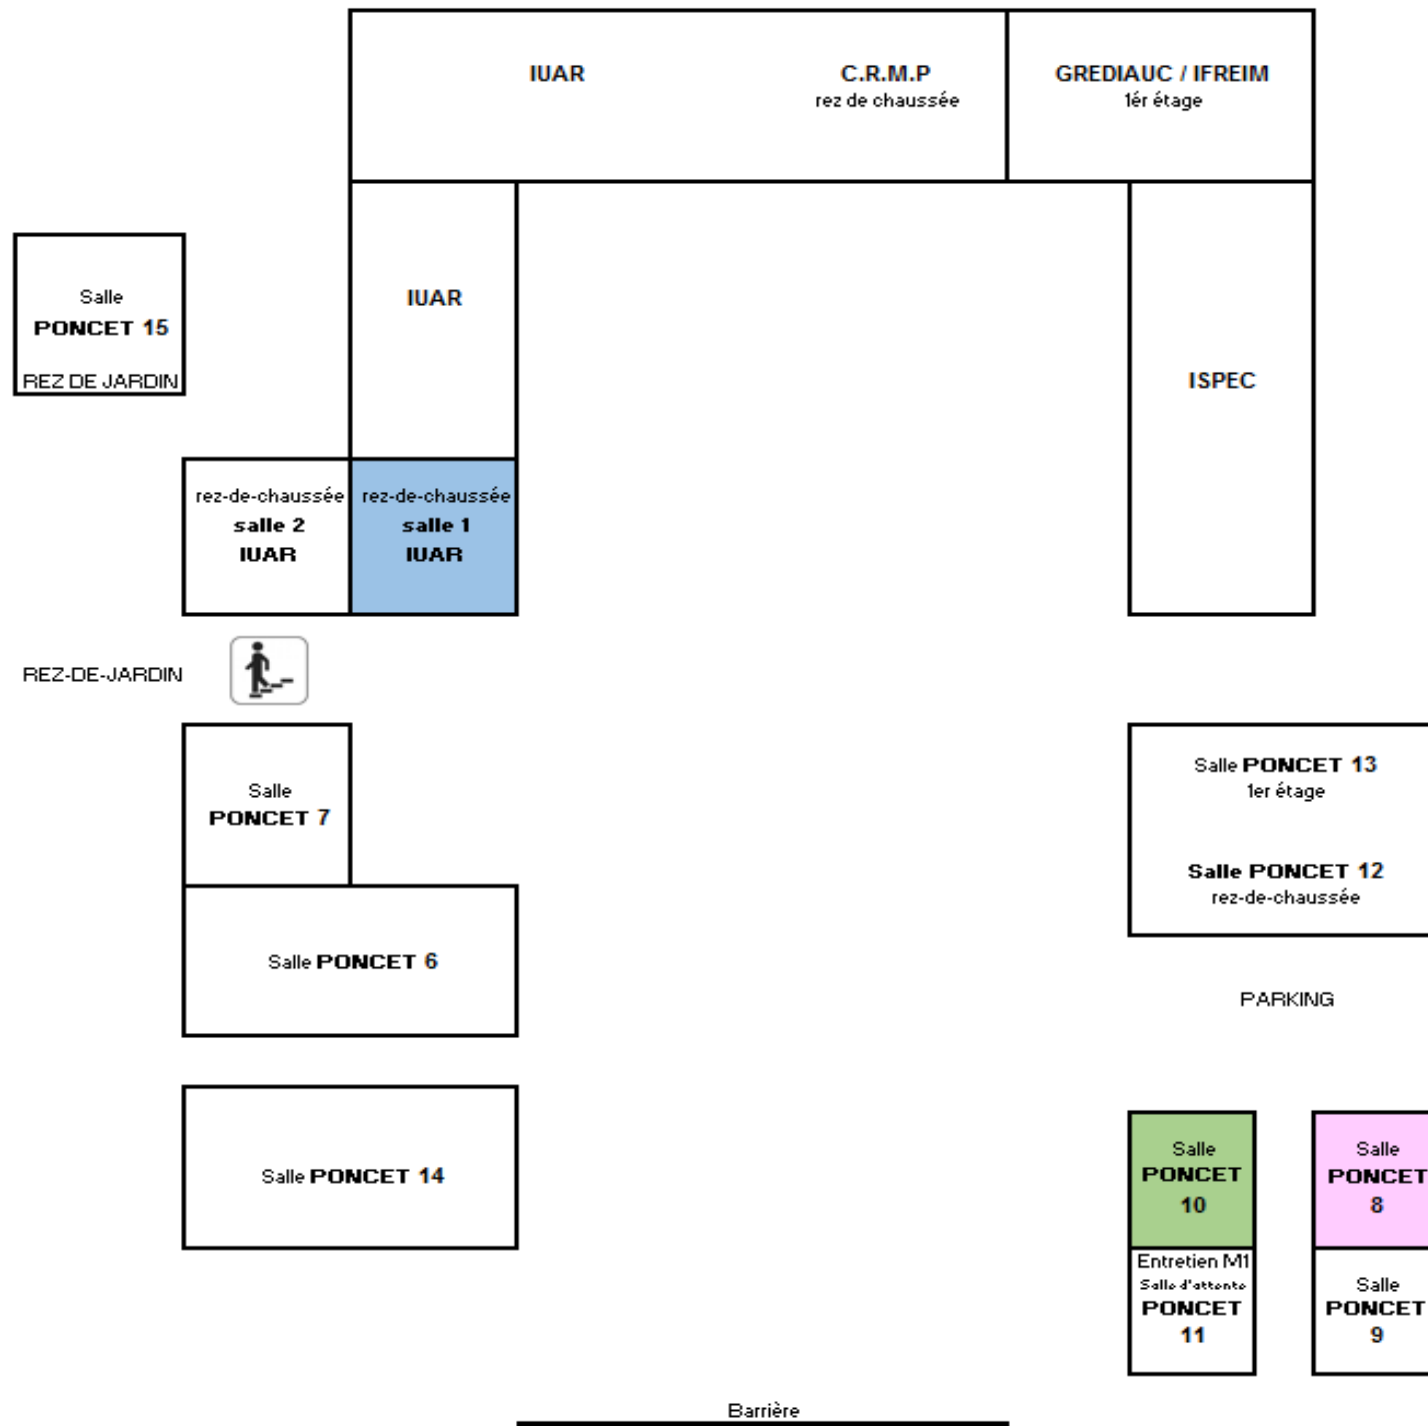 IUAR
C.R.M.P
rez de chaussée
GREDIAUC / IFREIM
1ér étage
Salle
PONCET 15
REZ DE JARDIN
IUAR
ISPEC
rez-de-chaussée
salle 2
IUAR
rez-de-chaussée
salle 1
IUAR
REZ-DE-JARDIN
Salle
PONCET 7
Salle PONCET 13
1er étage
Salle PONCET 12
rez-de-chaussée
Salle PONCET 6
PARKING
Salle PONCET 14
Salle
PONCET
10
Salle
PONCET
8
Entretien M1
Salle d'attente
PONCET
11
Salle
PONCET
9
Barrière